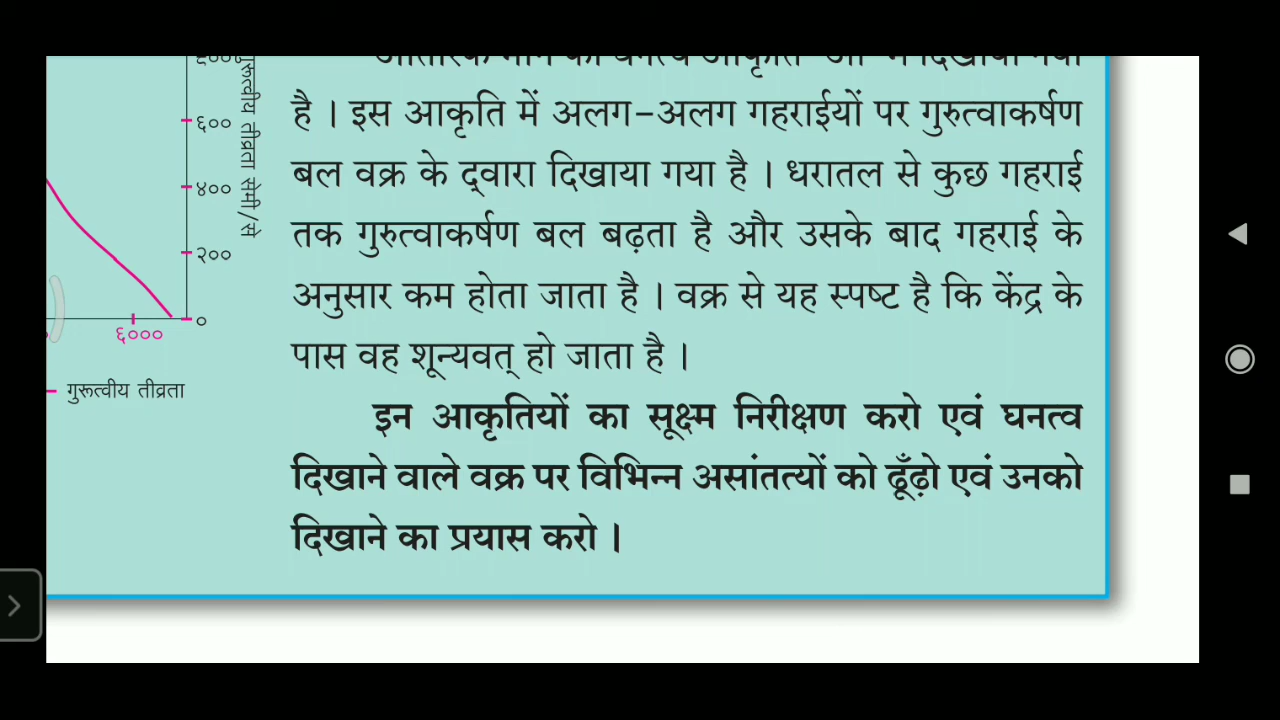 है । इस आकृति में अलग-अलग गहराईयों पर गुरुत्वाकर्षण
बल वक्र के द्वारा दिखाया गया है । धरातल से कुछ गहराई
तक गुरुत्वाकर्षण बल बढ़ता है और उसके बाद गहराई के
अनुसार कम होता जाता है । वक्र से यह स्पष्ट है कि केंद्र के
पास वह शून्यवत् हो जाता है ।
इन आकृतियों का सूक्ष्म निरीक्षण करो एवं घनत्व
दिखाने वाले वक्र पर विभिन्न असांतत्यों को ढूँढ़ो एवं उनको
दिखाने का प्रयास करो ।
६००
४००
२००
०
६०००
तीव्रता सेमी/से
गुरूत्वीय तीव्रता